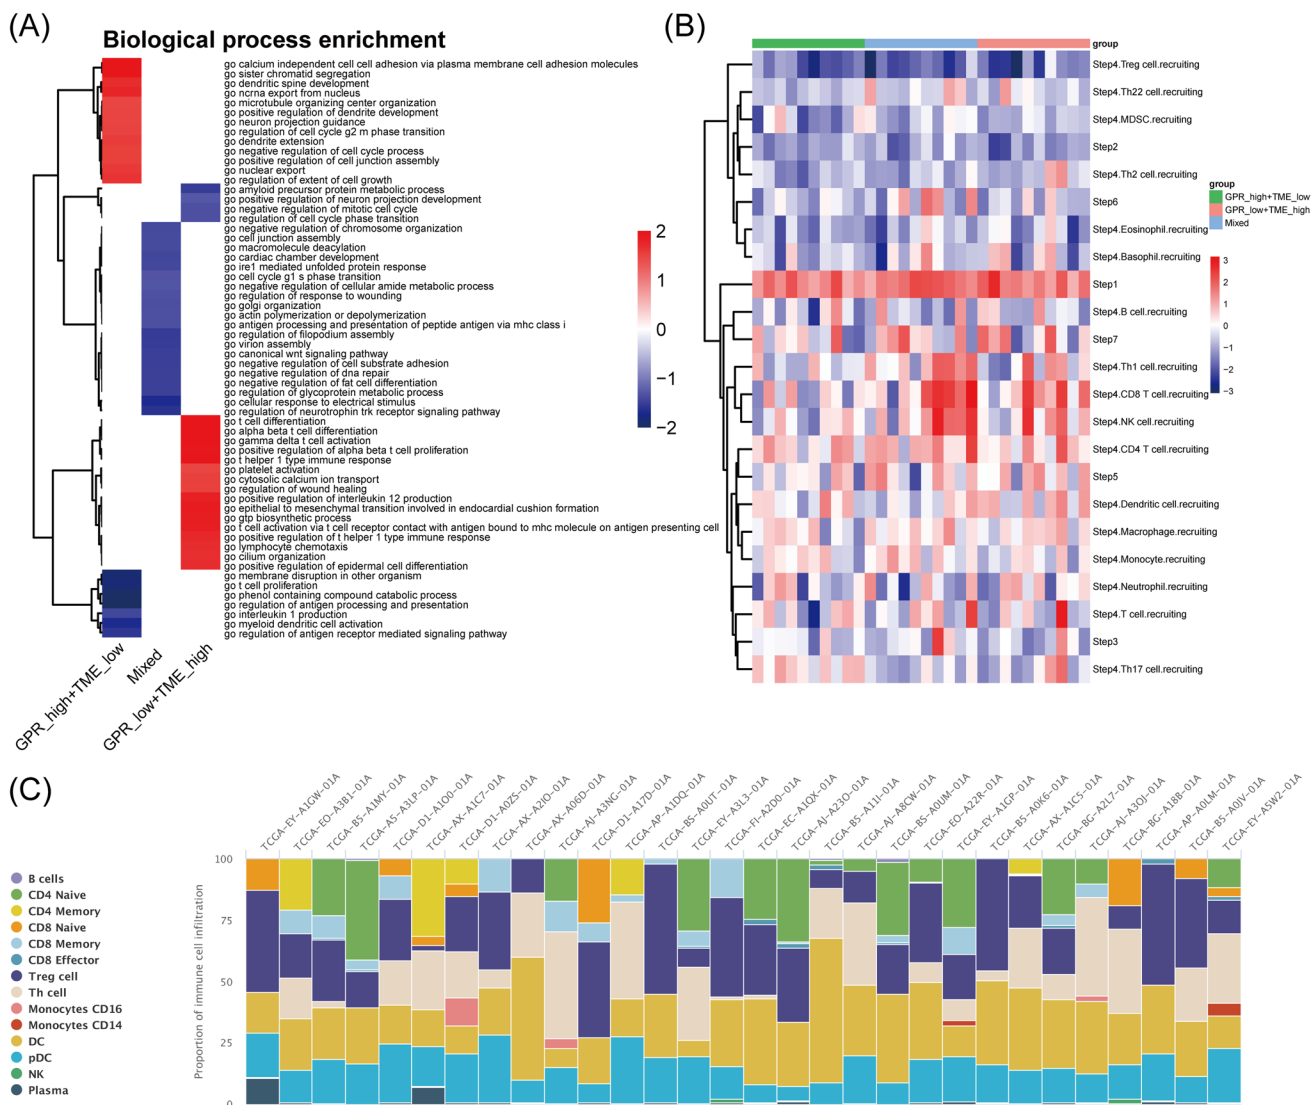 (A)
Biological process enrichment
go calcium independent cell cell adhesion via plasma membrane cell adhesion molecules
go sister chromatid segregation
go dendritic spine development
go ncrna export from nucleus
go microtubule organizing center organization
go positive regulation of dendrite development
go neuron projection guidance
go regulation of cell cycle g2 m phase transition
go dendrite extension
go negative regulation of cell cycle process
go positive regulation of cell junction assembly
go nuclear export
go regulation of extent of cell growth
go amyloid precursor protein metabolic process
go positive regulation of neuron projection development
go negative regulation of mitotic cell cycle
go regulation of cell cycle phase transition
go negative regulation of chromosome organization
go cell junction assembly
go macromolecule deacylation
go cardiac chamber development
go ire1 mediated unfolded protein response
go cell cycle g1 s phase transition
go negative regulation of cellular amide metabolic process
go regulation of response to wounding
go golgi organization
go actin polymerization or depolymerization
go antigen processing and presentation of peptide antigen via mhc class i
go regulation of filopodium assembly
go virion assembly
go canonical wnt signaling pathway
go negative regulation of cell substrate adhesion
go negative regulation of dna repair
go negative regulation of fat cell differentiation
go regulation of glycoprotein metabolic process
go cellular response to electrical stimulus
go regulation of neurotrophin trk receptor signaling pathway
go t cell differentiation
go alpha beta t cell differentiation
go gamma delta t cell activation
go positive regulation of alpha beta t cell proliferation
go t helper 1 type immune response
go platelet activation
go cytosolic calcium ion transport
go regulation of wound healing
go positive regulation of interleukin 12 production
go epithelial to mesenchymal transition involved in endocardial cushion formation
go gtp biosynthetic process
go t cell activation via t cell receptor contact with antigen bound to mhc molecule on antigen presenting cell
go positive regulation of t helper 1 type immune response
go lymphocyte chemotaxis
go cilium organization
go positive regulation of epidermal cell differentiation
go membrane disruption in other organism
go t cell proliferation
go phenol containing compound catabolic process
go regulation of antigen processing and presentation
go interleukin 1 production
go myeloid dendritic cell activation
go regulation of antigen receptor mediated signaling pathway
GPR_high+TME_low
Mixed
GPR_low+TME_high
2
1
0
−1
−2
(B)
group
Step4.Treg cell.recruiting
Step4.Th22 cell.recruiting
Step4.MDSC.recruiting
Step2
Step4.Th2 cell.recruiting
Step6
Step4.Eosinophil.recruiting
Step4.Basophil.recruiting
Step1
Step4.B cell.recruiting
Step7
Step4.Th1 cell.recruiting
Step4.CD8 T cell.recruiting
Step4.NK cell.recruiting
Step4.CD4 T cell.recruiting
Step5
Step4.Dendritic cell.recruiting
Step4.Macrophage.recruiting
Step4.Monocyte.recruiting
Step4.Neutrophil.recruiting
Step4.T cell.recruiting
Step3
Step4.Th17 cell.recruiting
group
GPR_high+TME_low
GPR_low+TME_high
Mixed
3
2
1
0
−1
−2
−3
(C)
TCGA-EY-A1GW-01A
TCGA-EO-A3B1-01A
TCGA-B5-A1MY-01A
TCGA-A5-A3LP-01A
TCGA-D1-A1O0-01A
TCGA-AX-A1C7-01A
TCGA-D1-A0ZS-01A
TCGA-AX-A2IO-01A
TCGA-AX-A06D-01A
TCGA-AJ-A3NC-01A
TCGA-D1-A17D-01A
TCGA-AP-A1DQ-01A
TCGA-B5-A0UT-01A
TCGA-EY-A3L3-01A
TCGA-FI-A2D0-01A
TCGA-EC-A1QX-01A
TCGA-AJ-A23O-01A
TCGA-B5-A11I-01A
TCGA-AJ-A8CW-01A
TCGA-B5-A0UM-01A
TCGA-EO-A22R-01A
TCGA-EY-A1GP-01A
TCGA-B5-A0K6-01A
TCGA-AX-A1C5-01A
TCGA-BG-A2L7-01A
TCGA-AJ-A3OJ-01A
TCGA-BG-A18B-01A
TCGA-AP-A0LM-01A
TCGA-B5-A0JV-01A
TCGA-EY-A5W2-01A
B cells
CD4 Naive
CD4 Memory
CD8 Naive
CD8 Memory
CD8 Effector
Treg cell
Th cell
Monocytes CD16
Monocytes CD14
DC
pDC
NK
Plasma
Proportion of immune cell infiltration
100
75
50
25
0